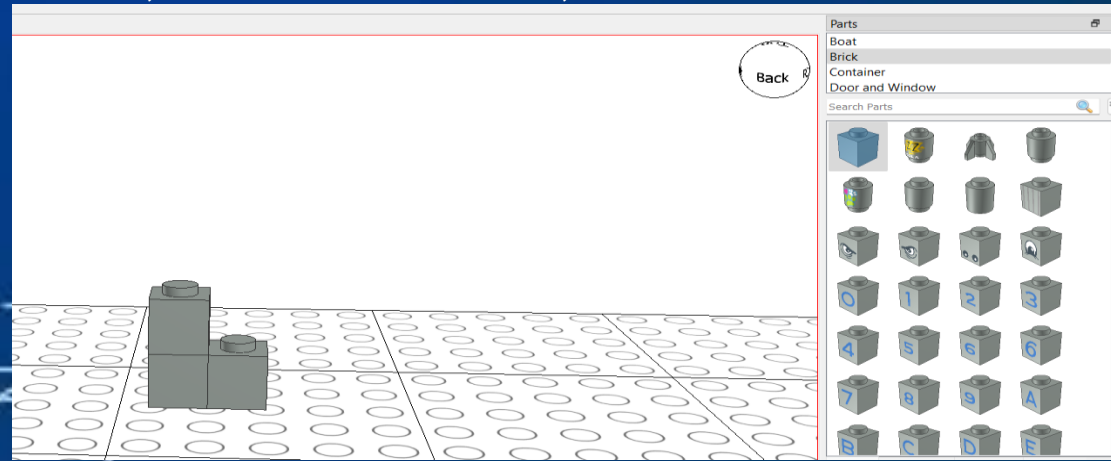 Parts
Boat
Brick
Container
Door and Window
Search Parts
Back
0 1 2 3
4 5 6 6
7 8 9 A
B C D E